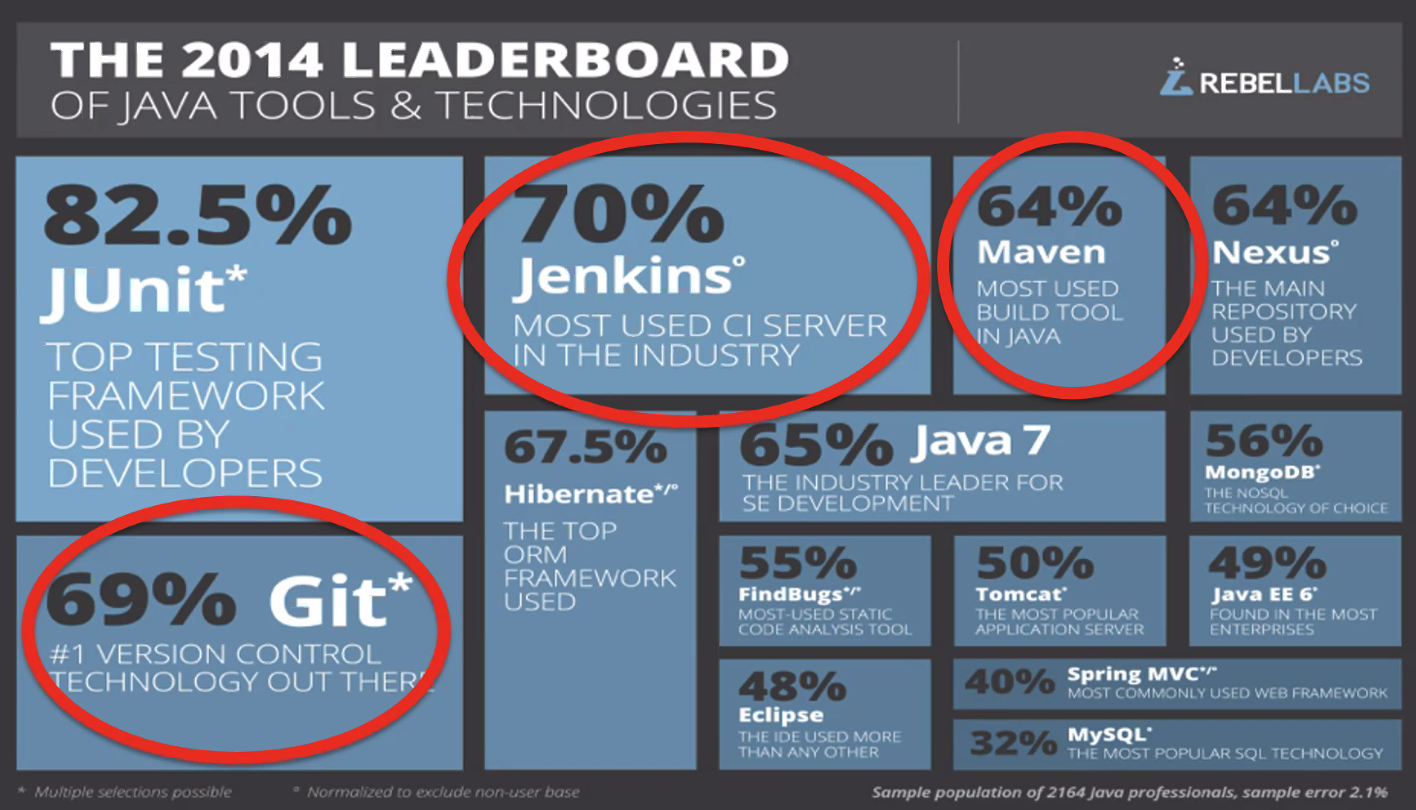 THE 2014 LEADERBOARD
OF JAVA TOOLS & TECHNOLOGIES
REBELLABS
82.5%
JUnit*
TOP TESTING
FRAMEWORK
USED BY
DEVELOPERS
70%
Jenkins°
MOST USED CI SERVER
IN THE INDUSTRY
64%
Maven
MOST USED
BUILD TOOL
IN JAVA
64%
Nexus°
THE MAIN
REPOSITORY
USED BY
DEVELOPERS
69% Git*
#1 VERSION CONTROL
TECHNOLOGY OUT THERE
67.5%
Hibernate*/°
THE TOP
ORM
FRAMEWORK
USED
65% Java 7
THE INDUSTRY LEADER FOR
SE DEVELOPMENT
56%
MongoDB°
THE NOSQL
TECHNOLOGY OF CHOICE
55%
FindBugs*/°
MOST-USED STATIC
CODE ANALYSIS TOOL
50%
Tomcat°
THE MOST POPULAR
APPLICATION SERVER
49%
Java EE 6°
FOUND IN THE MOST
ENTERPRISES
48%
Eclipse
THE IDE USED MORE
THAN ANY OTHER
40% Spring MVC*/°
MOST COMMONLY USED WEB FRAMEWORK
32% MySQL°
THE MOST POPULAR SQL TECHNOLOGY
* Multiple selections possible
° Normalized to exclude non-user base
Sample population of 2164 Java professionals, sample error 2.1%